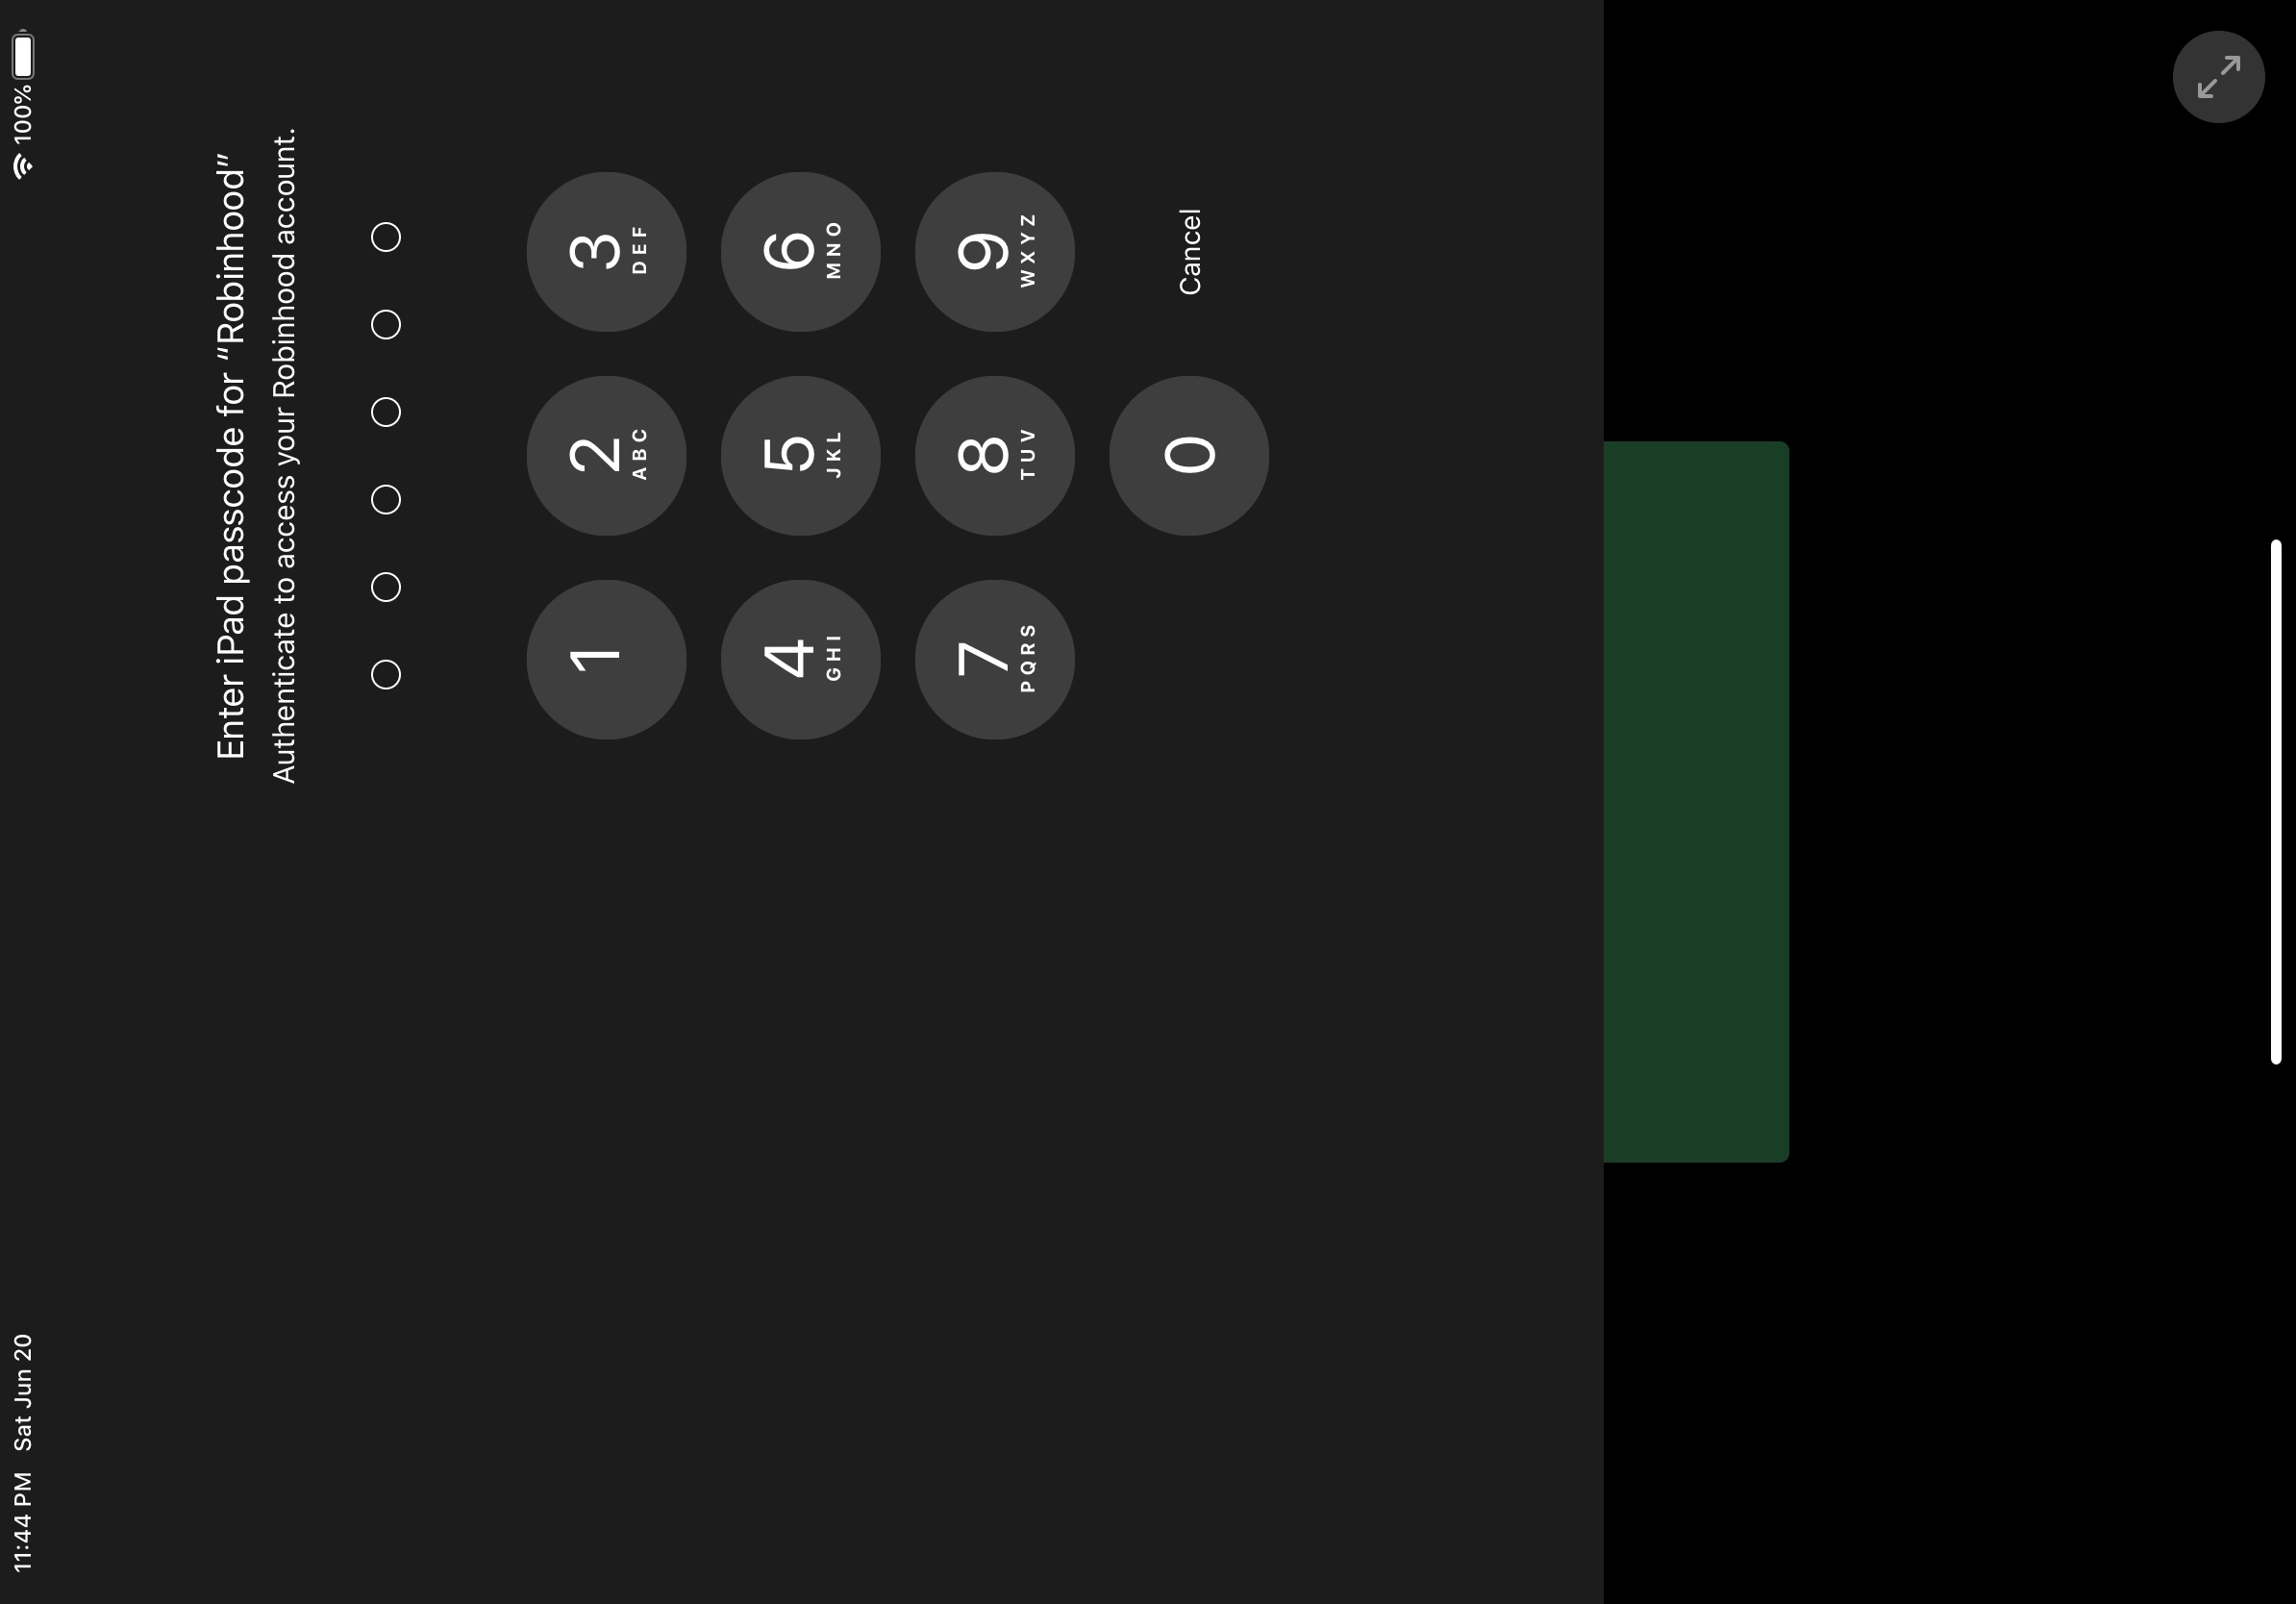 11:44 PM Sat Jun 20
100%
Enter iPad passcode for “Robinhood”
Authenticate to access your Robinhood account.
1
2
ABC
3
DEF
4
GHI
5
JKL
6
MNO
7
PQRS
8
TUV
9
WXYZ
0
Cancel